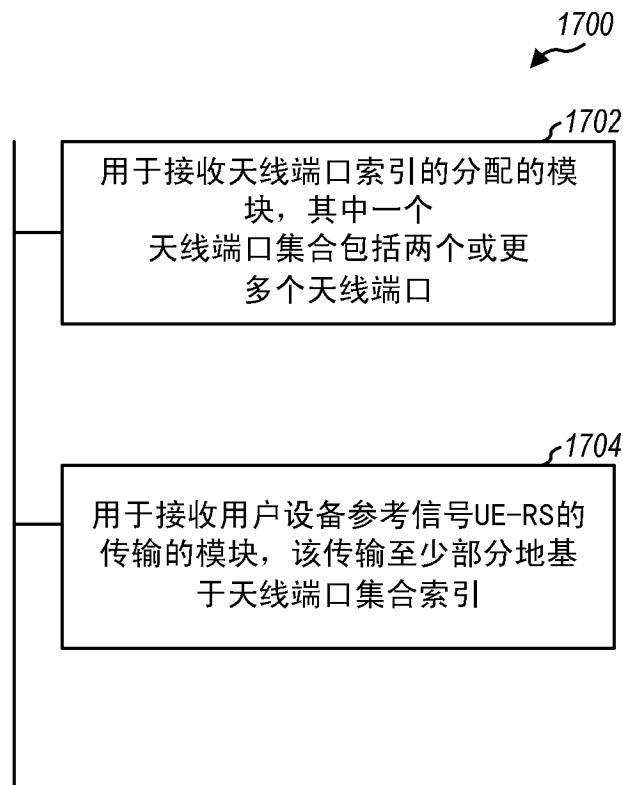 1700
1702
用于接收天线端口索引的分配的模
块，其中一个
天线端口集合包括两个或更
多个天线端口
1704
用于接收用户设备参考信号UE-RS的
传输的模块，该传输至少部分地基
于天线端口集合索引